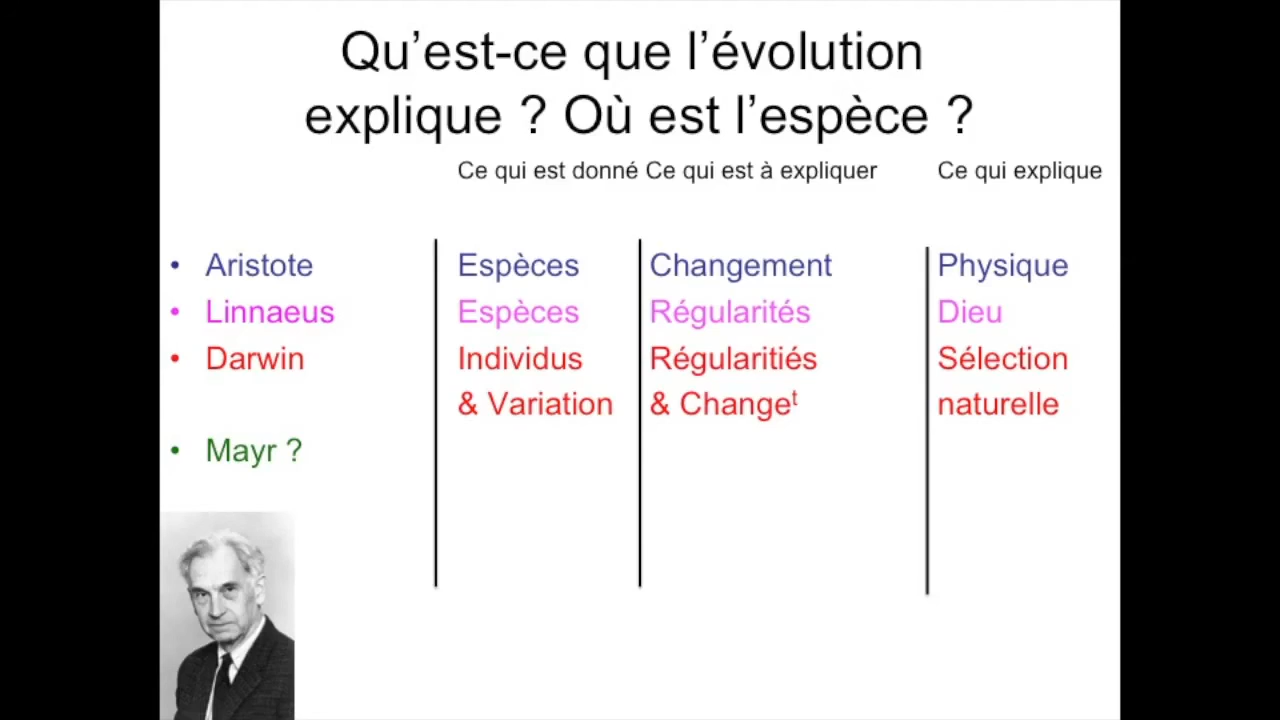 Qu’est-ce que l’évolution
explique ? Où est l’espèce ?
Ce qui est donné Ce qui est à expliquer Ce qui explique
• Aristote Espèces Changement Physique
• Linnaeus Espèces Régularités Dieu
• Darwin Individus Régularitiés Sélection
& Variation & Changeᵗ naturelle
• Mayr ?